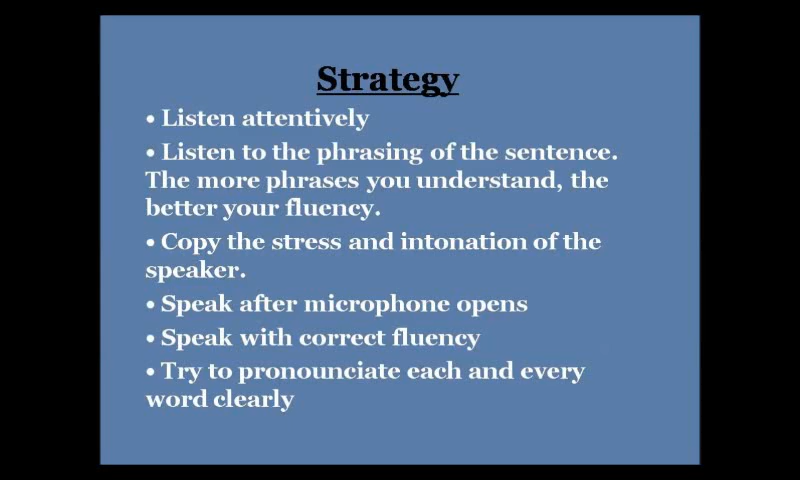 Strategy
• Listen attentively
• Listen to the phrasing of the sentence.
The more phrases you understand, the
better your fluency.
• Copy the stress and intonation of the
speaker.
• Speak after microphone opens
• Speak with correct fluency
• Try to pronounciate each and every
word clearly